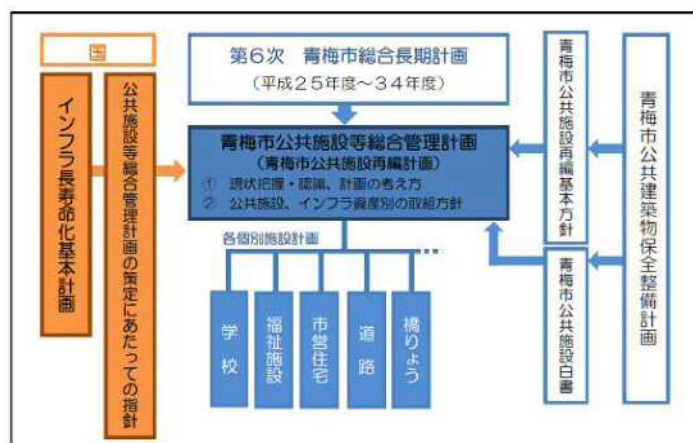 国
インフラ長寿命化基本計画
公共施設等総合管理計画の策定にあたっての指針
第６次　青梅市総合長期計画
（平成２５年度～３４年度）
青梅市公共施設等総合管理計画
（青梅市公共施設再編計画）
①　現状把握・認識、計画の考え方
②　公共施設、インフラ資産別の取組方針
各個別施設計画
学校
福祉施設
市営住宅
道路
橋りょう
青梅市公共施設再編基本方針
青梅市公共施設白書
青梅市公共建築物保全整備計画